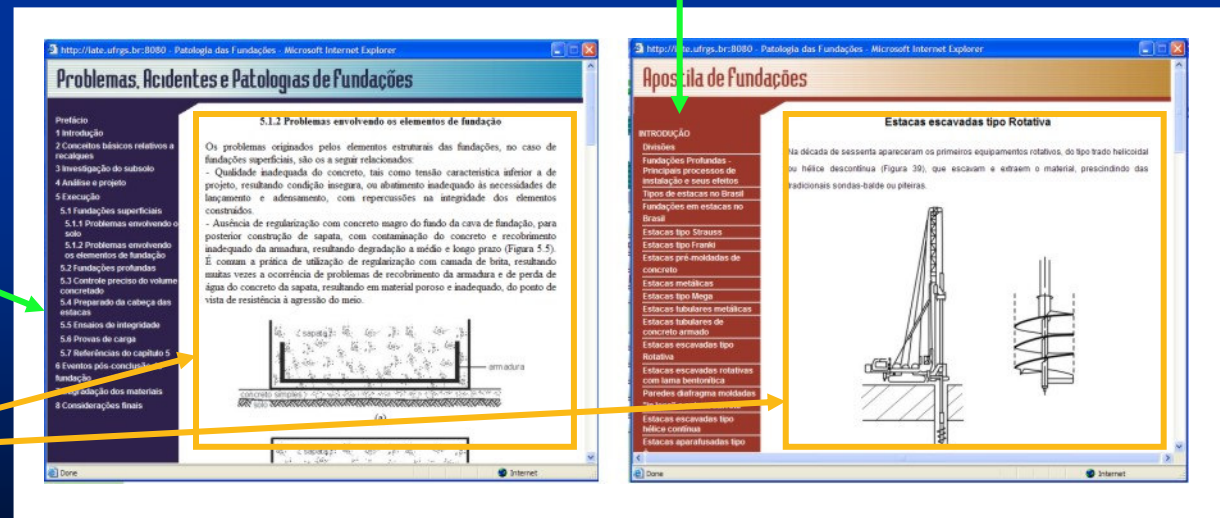 http://iate.ufrgs.br:8080 - Patologia das Fundações - Microsoft Internet Explorer
Problemas, Acidentes e Patologias de Fundações
Prefácio
1 Introdução
2 Conceitos básicos relativos a
recalques
3 Investigação do subsolo
4 Análise e projeto
5 Execução
5.1 Fundações superficiais
5.1.1 Problemas envolvendo o
solo
5.1.2 Problemas envolvendo
os elementos de fundação
5.2 Fundações profundas
5.3 Controle preciso do volume
concretado
5.4 Preparado da cabeça das
estacas
5.5 Ensaios de integridade
5.6 Provas de carga
5.7 Referências do capítulo 5
6 Eventos pós-conclusão
fundação
degradação dos materiais
8 Considerações finais
5.1.2 Problemas envolvendo os elementos de fundação
Os problemas originados pelos elementos estruturais das fundações, no caso de
fundações superficiais, são os a seguir relacionados:
- Qualidade inadequada do concreto, tais como tensão característica inferior a de
projeto, resultando condição insegura, ou abatimento inadequado às necessidades de
lançamento e adensamento, com repercussões na integridade dos elementos
construídos.
- Ausência de regularização com concreto magro do fundo da cava de fundação, para
posterior construção de sapata, com contaminação do concreto e recobrimento
inadequado da armadura, resultando degradação a médio e longo prazo (Figura 5.5).
É comum a prática de utilização de regularização com camada de brita, resultando
muitas vezes a ocorrência de problemas de recobrimento da armadura e de perda de
água do concreto da sapata, resultando em material poroso e inadequado, do ponto de
vista de resistência à agressão do meio.
sapata
armadura
concreto simples
solo
(a)
sapata
Done
Internet
http://iate.ufrgs.br:8080 - Patologia das Fundações - Microsoft Internet Explorer
Apostila de Fundações
INTRODUÇÃO
Divisões
Fundações Profundas -
Principais processos de
instalação e seus efeitos
Tipos de estacas no Brasil
Fundações em estacas no
Brasil
Estacas tipo Strauss
Estacas tipo Franki
Estacas pré-moldadas de
concreto
Estacas metálicas
Estacas tipo Mega
Estacas tubulares metálicas
Estacas tubulares de
concreto armado
Estacas escavadas tipo
Rotativa
Estacas escavadas rotativas
com lama bentonítica
Paredes diafragma moldadas
Estacas escavadas tipo
hélice contínua
Estacas aparafusadas tipo
Estacas escavadas tipo Rotativa
Na década de sessenta apareceram os primeiros equipamentos rotativos, do tipo trado helicoidal
ou hélice descontínua (Figura 39), que escavam e extraem o material, prescindindo das
tradicionais sondas-balde ou piteiras.
Done
Internet